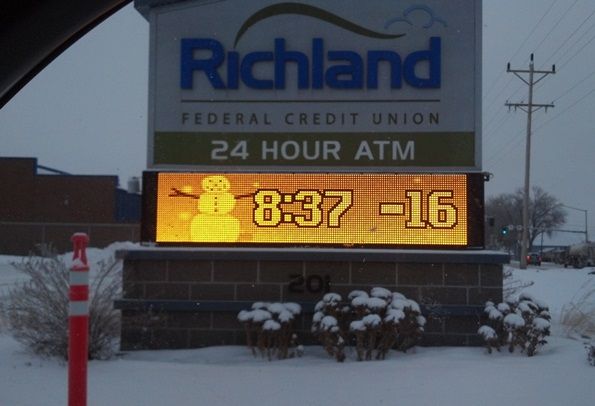 Richland
FEDERAL CREDIT UNION
24 HOUR ATM
8:37 -16
201